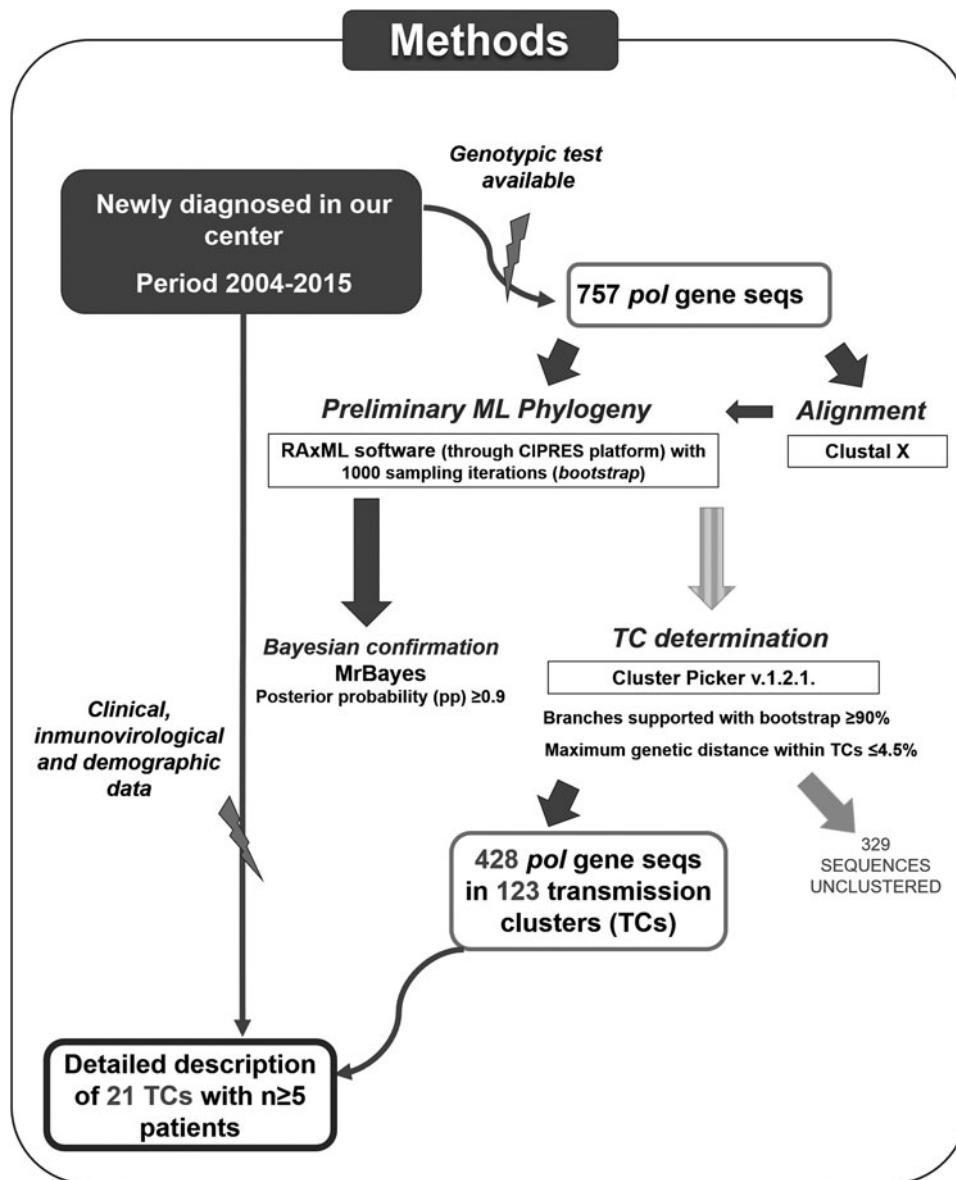 Methods
Genotypic test
available
Newly diagnosed in our
center
Period 2004-2015
757 pol gene seqs
Preliminary ML Phylogeny
Alignment
RAxML software (through CIPRES platform) with
1000 sampling iterations (bootstrap)
Clustal X
Bayesian confirmation
MrBayes
Posterior probability (pp) ≥0.9
TC determination
Cluster Picker v.1.2.1.
Branches supported with bootstrap ≥90%
Maximum genetic distance within TCs ≤4.5%
Clinical,
inmunovirological
and demographic
data
428 pol gene seqs
in 123 transmission
clusters (TCs)
329
SEQUENCES
UNCLUSTERED
Detailed description
of 21 TCs with n≥5
patients